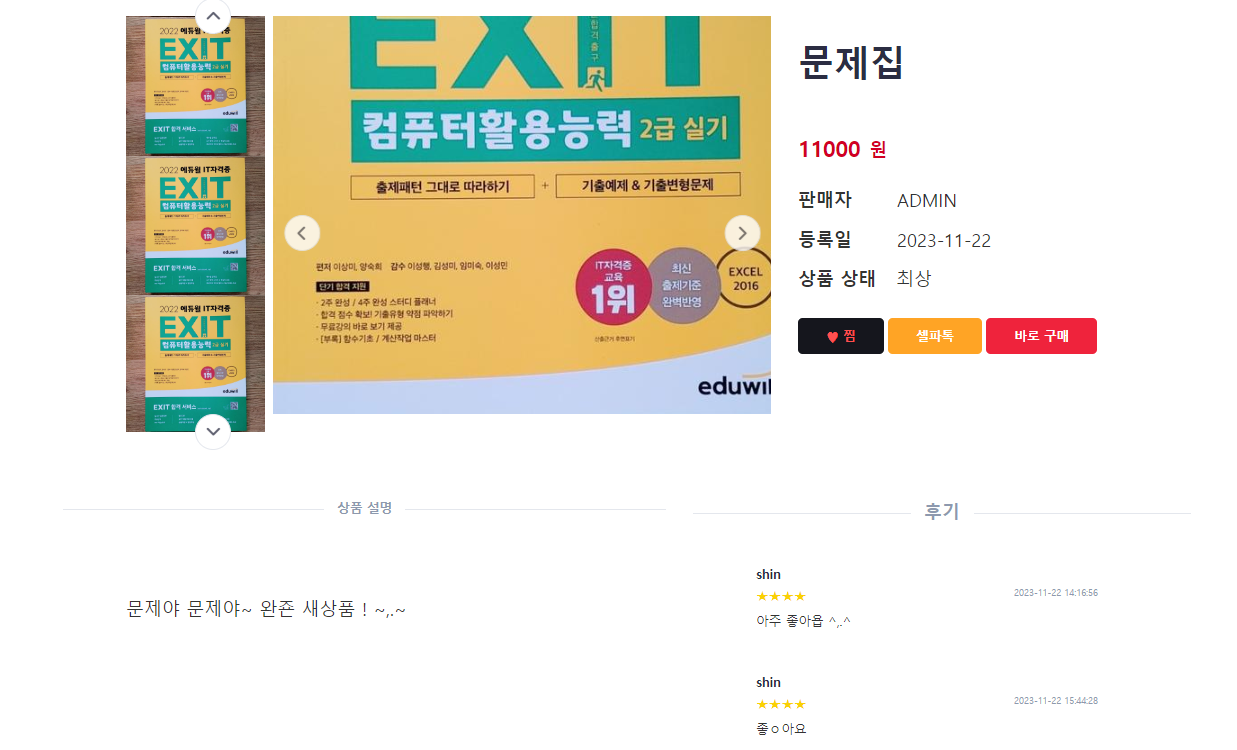 2022 에듀윌 IT자격증
EXIT
컴퓨터활용능력 2급 실기
eduwill
EXIT 합격 서비스
2022 에듀윌 IT자격증
EXIT
컴퓨터활용능력 2급 실기
eduwill
EXIT 합격 서비스
2022 에듀윌 IT자격증
EXIT
컴퓨터활용능력 2급 실기
eduwill
EXIT 합격 서비스
EXIT
합격출구
컴퓨터활용능력 2급 실기
출제패턴 그대로 따라하기 + 기출예제 & 기출변형문제
편저 이상미, 양숙희 감수 이성행, 김성미, 임미숙, 이성민
단기 합격 지원
· 2주 완성 / 4주 완성 스터디 플래너
· 합격 점수 확보! 기출유형 약점 파악하기
· 무료강의 바로 보기 제공
· [부록] 함수기초 / 계산작업 마스터
IT자격증
교육
1위
최신
출제기준
완벽반영
EXCEL
2016
산출근거 후면표기
eduwil
문제집
11000 원
판매자 ADMIN
등록일 2023-11-22
상품 상태 최상
♥ 찜 셀파톡 바로 구매
상품 설명
문제야 문제야~ 완죤 새상품 ! ~,.~
후기
shin
★★★★ 2023-11-22 14:16:56
아주 좋아욥 ^,.^
shin
★★★★ 2023-11-22 15:44:28
좋ㅇ아요